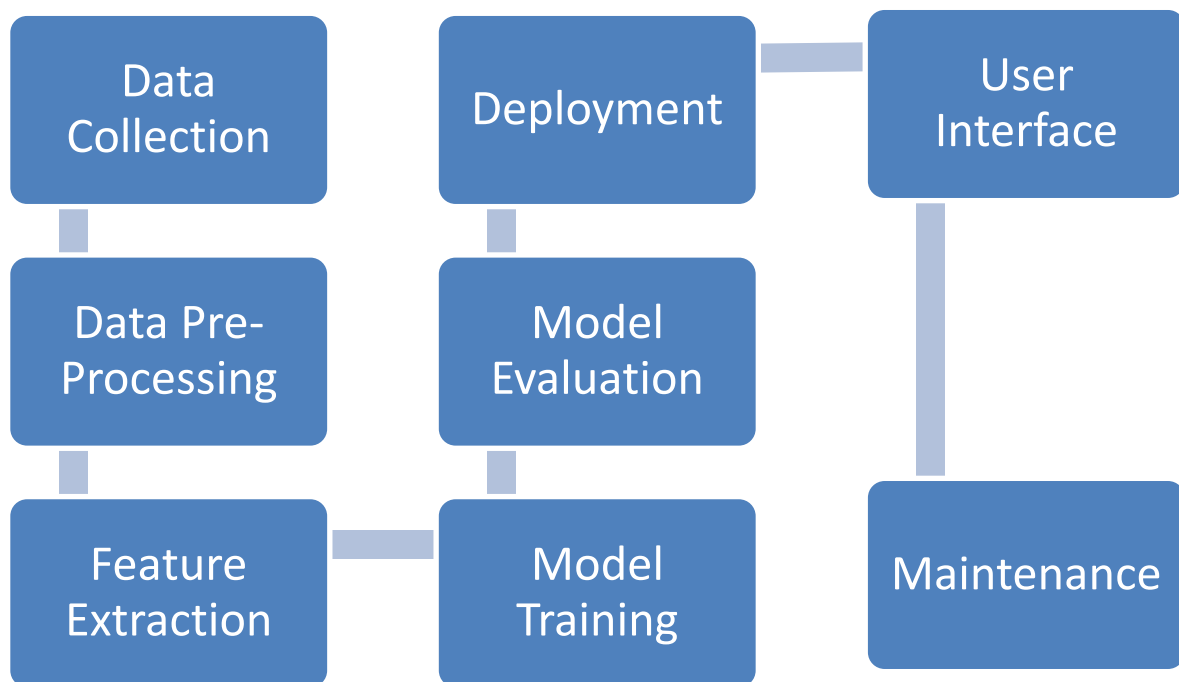 Data
Collection
Data Pre-
Processing
Feature
Extraction
Model
Training
Model
Evaluation
Deployment
User
Interface
Maintenance